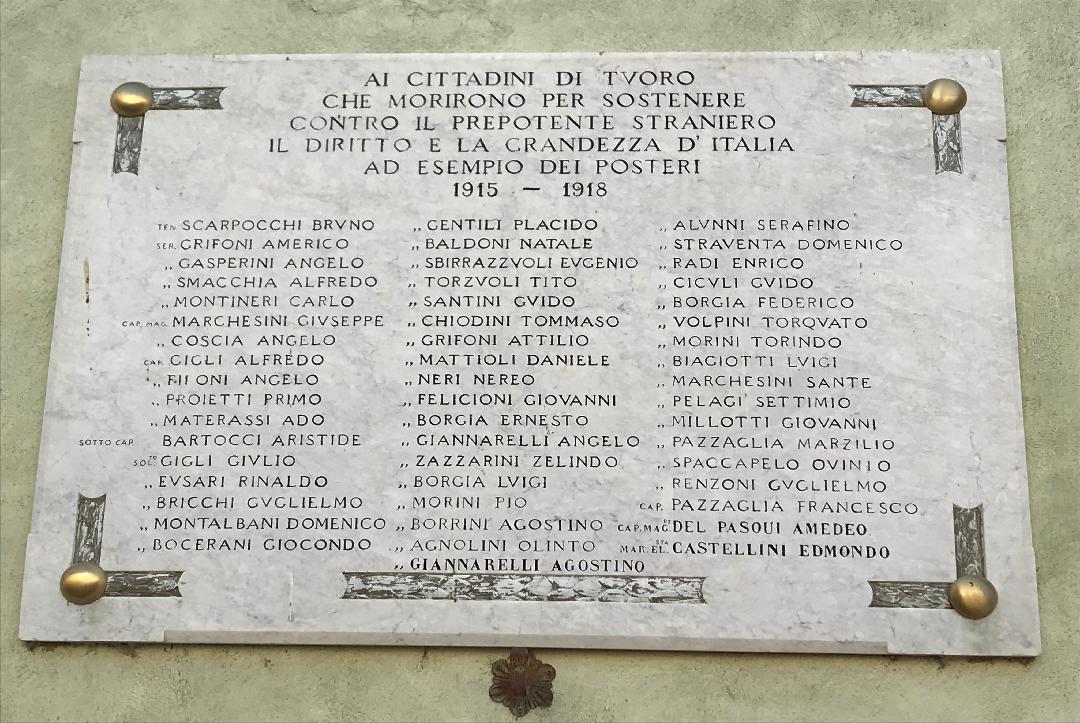 AI CITTADINI DI TVORO
CHE MORIRONO PER SOSTENERE
CONTRO IL PREPOTENTE STRANIERO
IL DIRITTO E LA GRANDEZZA D' ITALIA
AD ESEMPIO DEI POSTERI
1915 — 1918
TEN. SCARPOCCHI BRVNO
SER. GRIFONI AMERICO
,, GASPERINI ANGELO
,, SMACCHIA ALFREDO
,, MONTINERI CARLO
CAP. MAG. MARCHESINI GIVSEPPE
,, COSCIA ANGELO
CAP. GIGLI ALFREDO
,, ANGELO
,, PROIETTI PRIMO
,, MATERASSI ADO
SOTTO CAP. BARTOCCI ARISTIDE
SOLTO GIGLI GIVLIO
,, EVSARI RINALDO
,, BRICCHI GVGLIELMO
,, MONTALBANI DOMENICO
,, BOCERANI GIOCONDO
,, GENTILI PLACIDO
,, BALDONI NATALE
,, SBIRRAZZVOLI EVGENIO
,, TORZVOLI TITO
,, SANTINI GVIDO
,, CHIODINI TOMMASO
,, GRIFONI ATTILIO
,, MATTIOLI DANIELE
,, NERI NEREO
,, FELICIONI GIOVANNI
,, BORGIA ERNESTO
,, GIANNARELLI ANGELO
,, ZAZZARINI ZELINDO
,, BORGIA LVIGI
,, MORINI PIO
,, BORRINI AGOSTINO
,, AGNOLINI OLINTO
,, GIANNARELLI AGOSTINO
,, ALVNNI SERAFINO
,, STRAVENTA DOMENICO
,, RADI ENRICO
,, CICVLI GVIDO
,, BORGIA FEDERICO
,, VOLPINI TORQVATO
,, MORINI TORINDO
,, BIAGIOTTI LVIGI
,, MARCHESINI SANTE
,, PELAGI SETTIMIO
,, MILLOTTI GIOVANNI
,, PAZZAGLIA MARZILIO
,, SPACCAPELO OVINIO
,, RENZONI GVGLIELMO
CAP. PAZZAGLIA FRANCESCO
CAP. MAG. DEL PASQUI AMEDEO
MAR. EL.STA CASTELLINI EDMONDO